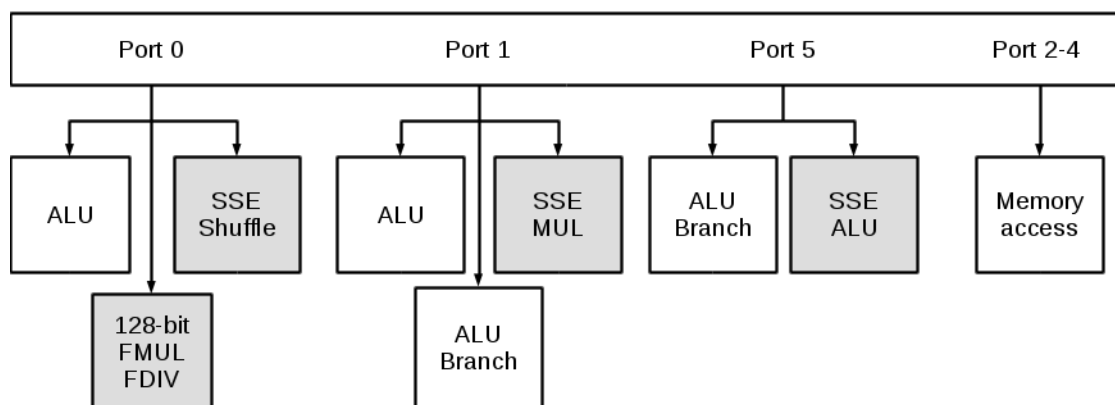 Port 0
Port 1
Port 5
Port 2-4
ALU
SSE
Shuffle
ALU
SSE
MUL
ALU
Branch
SSE
ALU
Memory
access
128-bit
FMUL
FDIV
ALU
Branch